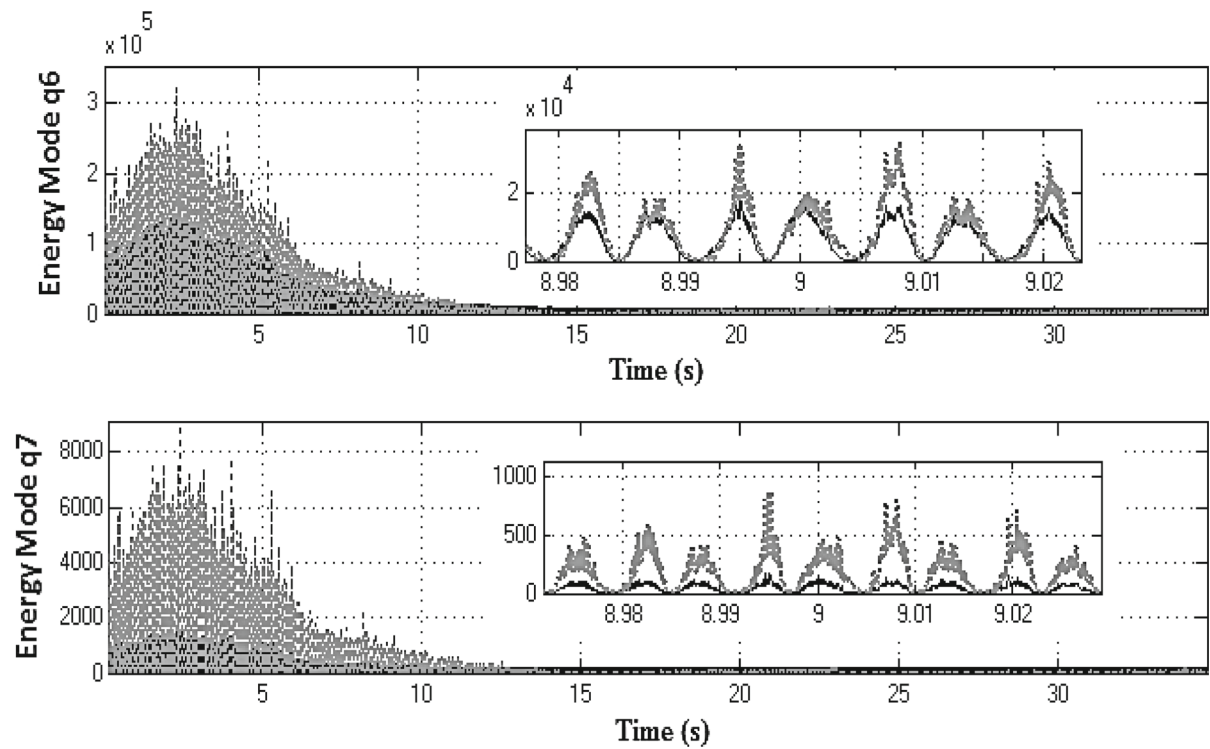 x 10^5
Energy Mode q6
3
2
1
0
x 10^4
2
0
8.98 8.99 9 9.01 9.02
5 10 15 20 25 30
Time (s)
Energy Mode q7
8000
6000
4000
2000
0
1000
500
0
8.98 8.99 9 9.01 9.02
5 10 15 20 25 30
Time (s)